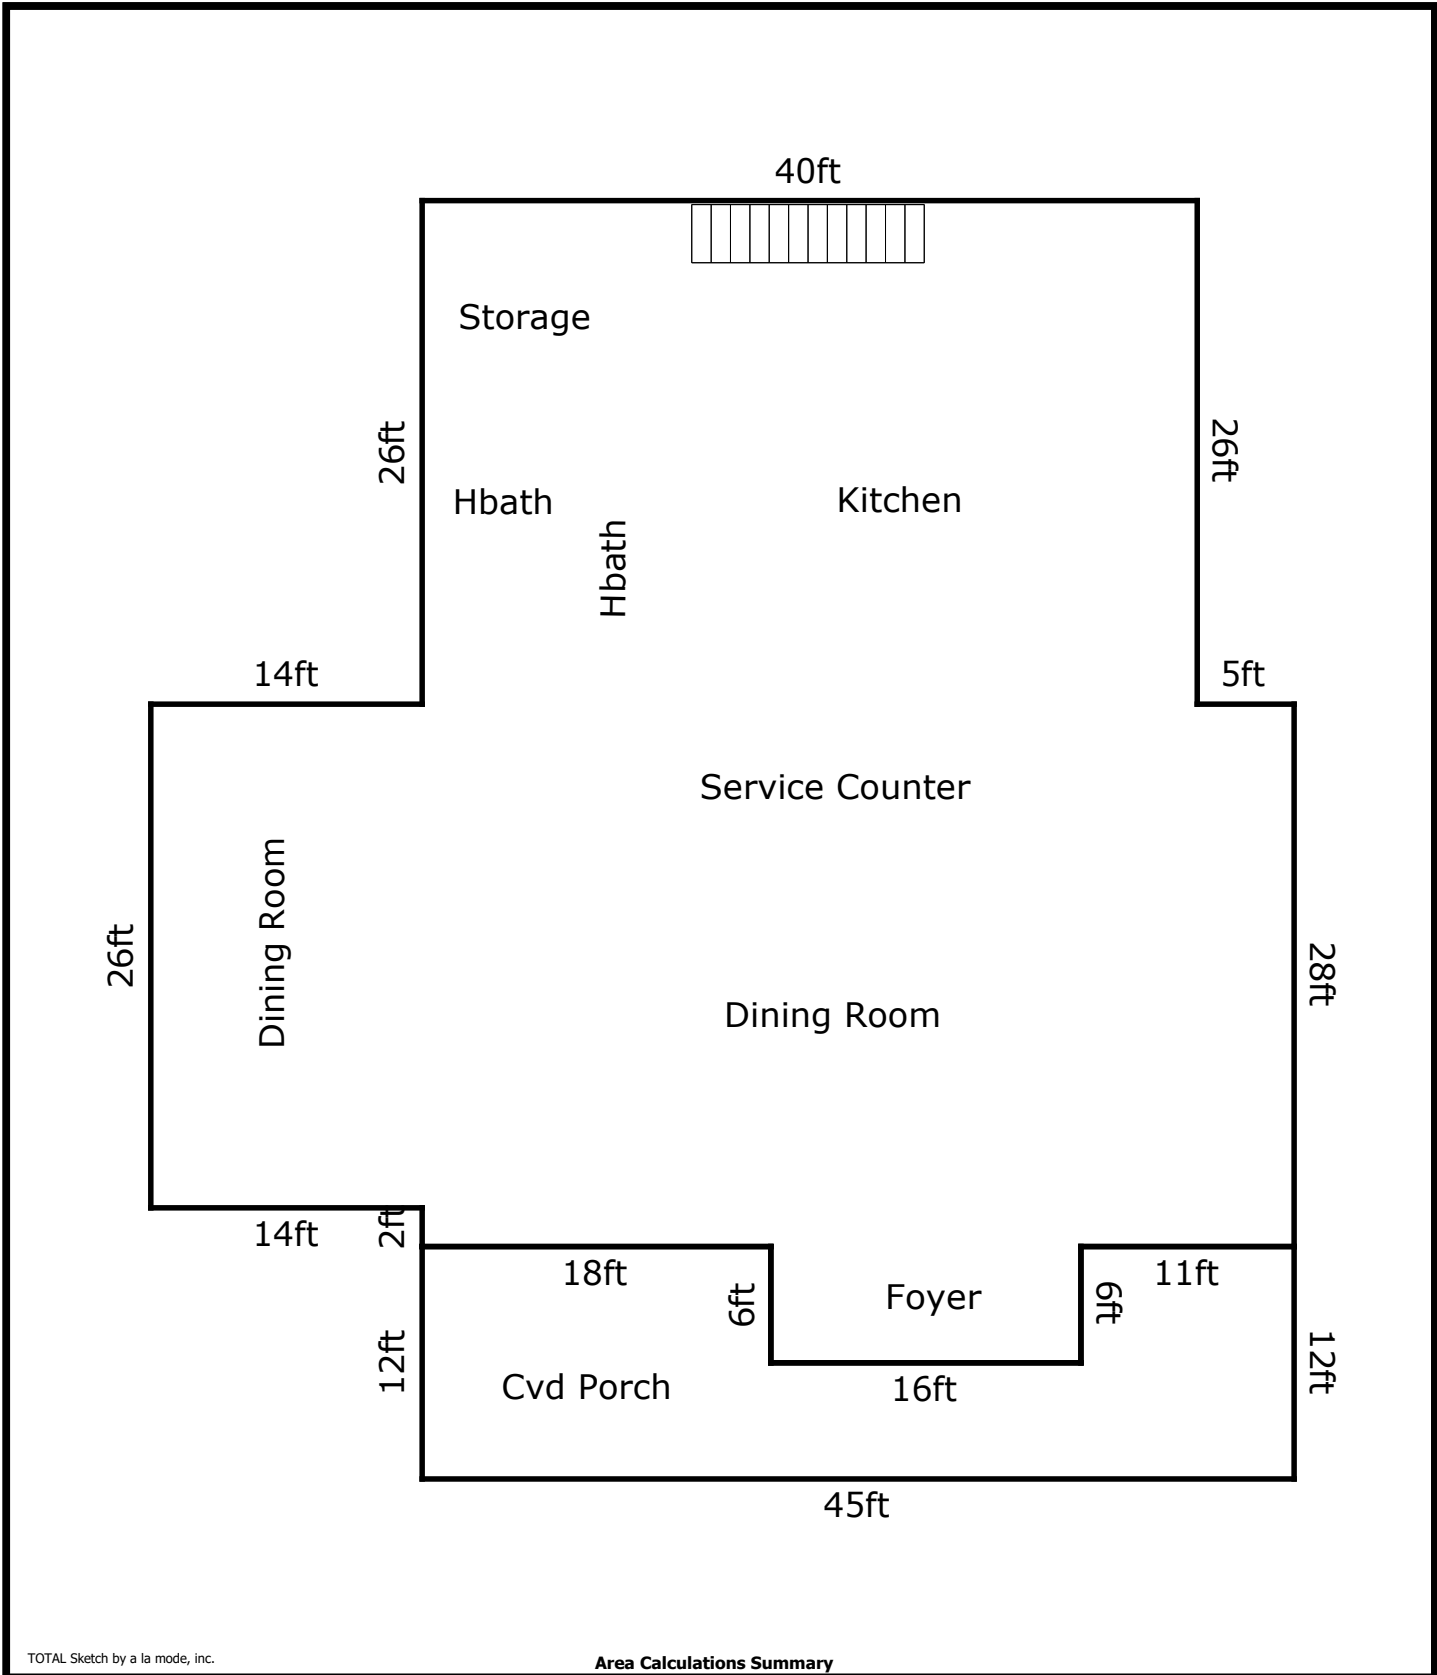 40ft
Storage
26ft
26ft
Hbath
Kitchen
Hbath
14ft
5ft
Service Counter
Dining Room
26ft
28ft
Dining Room
14ft
2ft
18ft
11ft
6ft
Foyer
6ft
12ft
12ft
Cvd Porch
16ft
45ft
TOTAL Sketch by a la mode, inc.
Area Calculations Summary